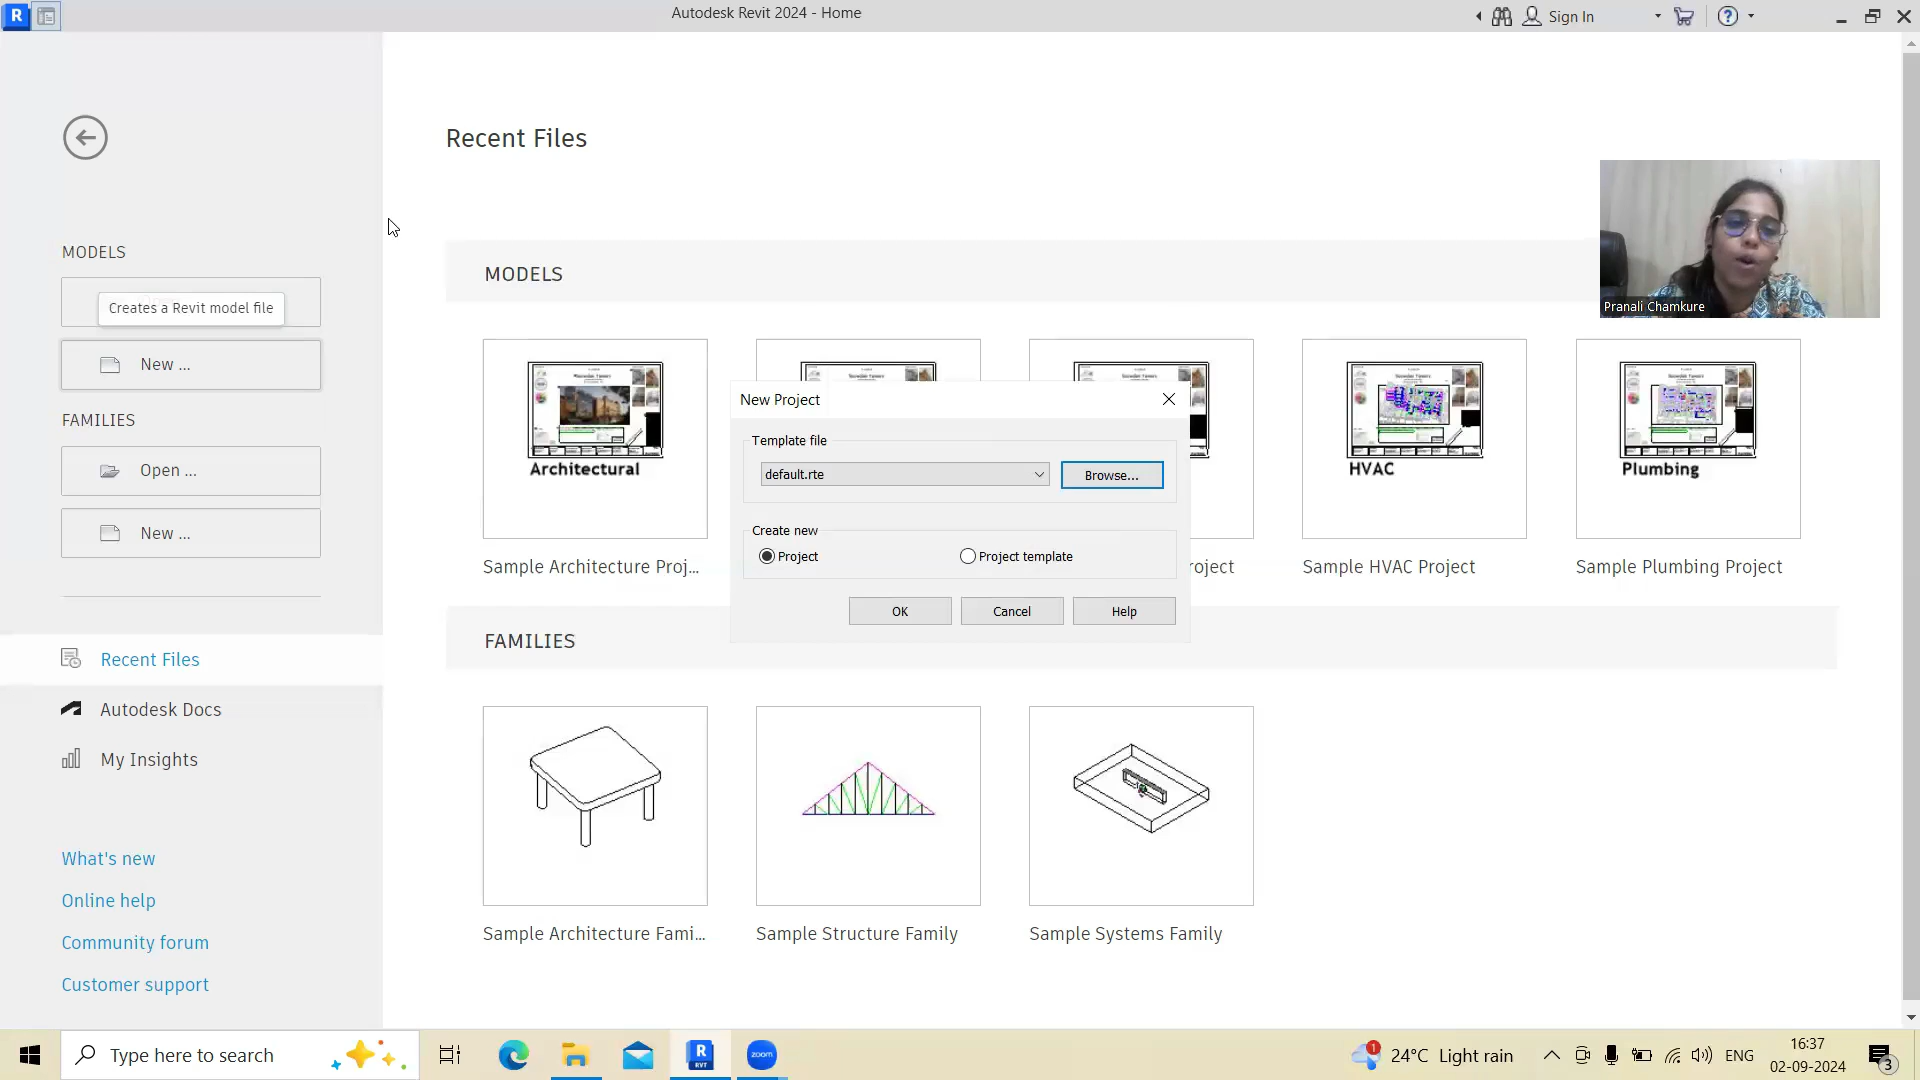 R
Autodesk Revit 2024 - Home
Sign In
?
Recent Files
MODELS
Creates a Revit model file
New ...
FAMILIES
Open ...
New ...
Recent Files
Autodesk Docs
My Insights
What's new
Online help
Community forum
Customer support
MODELS
Pranali Chamkure
Architectural
HVAC
Plumbing
Sample Architecture Proj...
roject
Sample HVAC Project
Sample Plumbing Project
New Project
Template file
default.rte
Browse...
Create new
Project
Project template
OK
Cancel
Help
FAMILIES
Sample Architecture Fami...
Sample Structure Family
Sample Systems Family
Type here to search
R
RVT
zoom
1
24°C Light rain
ENG
16:37
02-09-2024
3